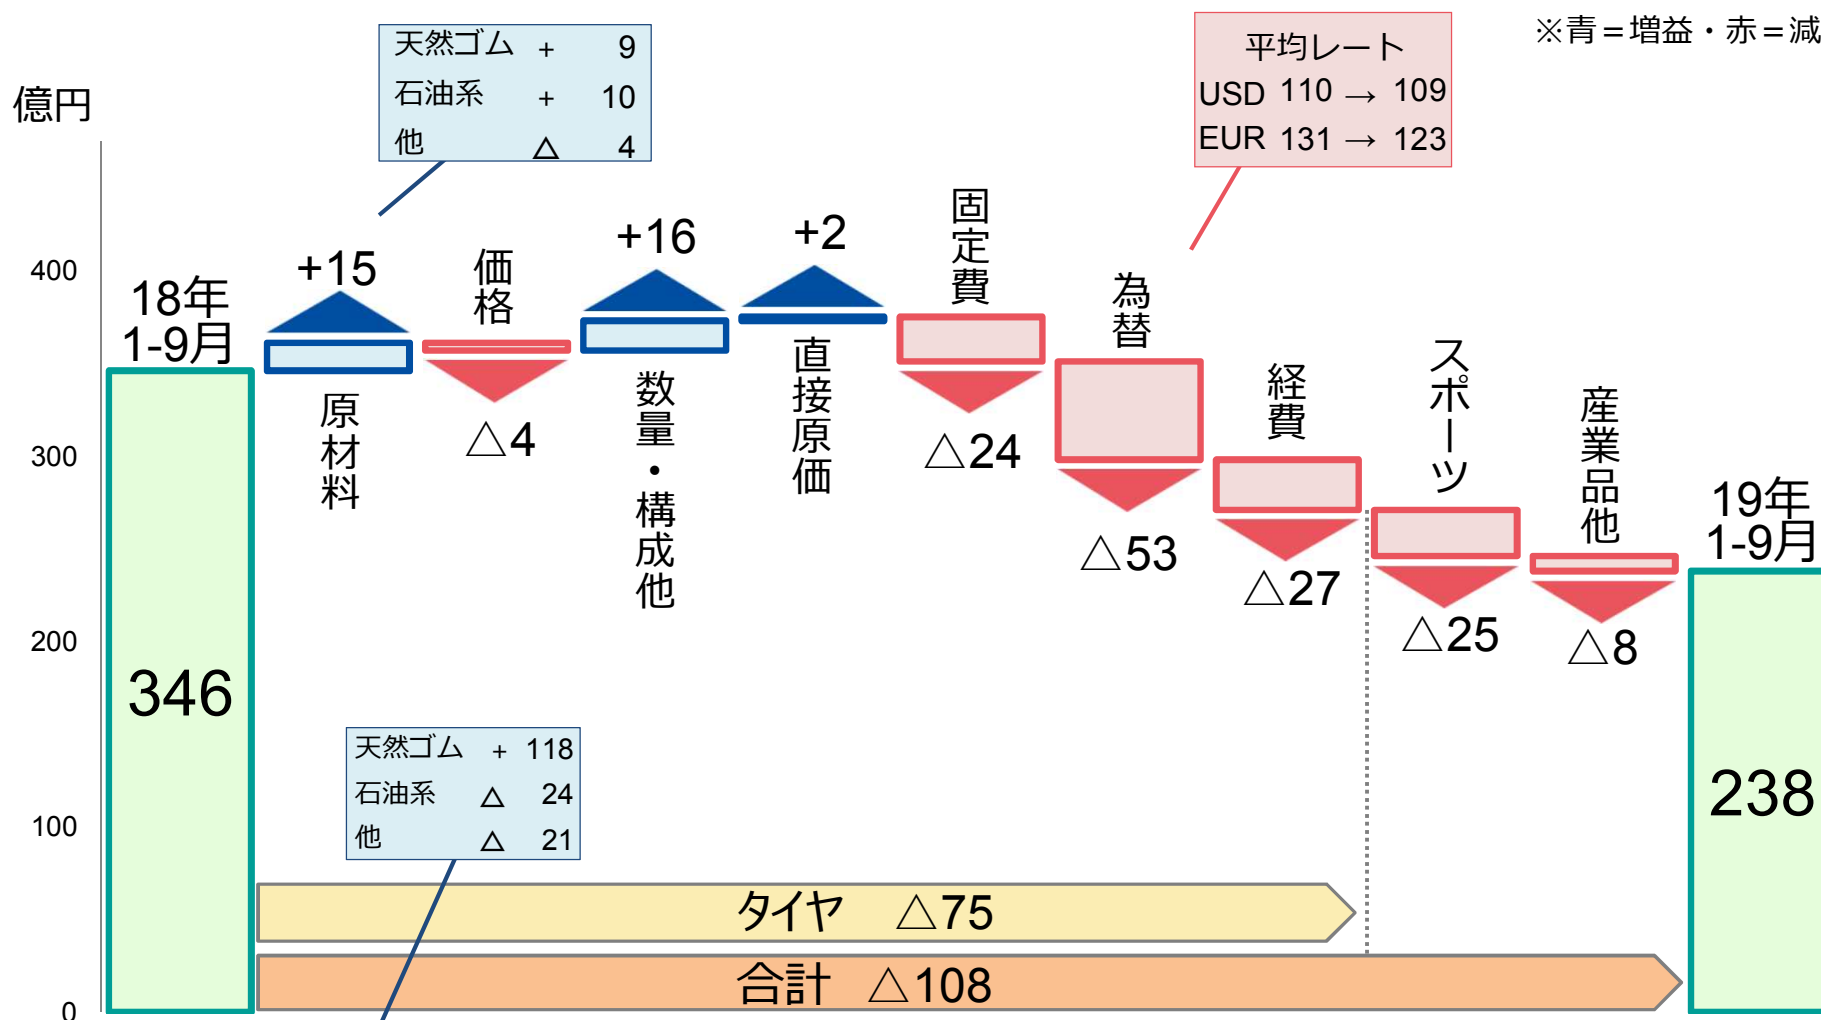 ※青＝増益・赤＝減
天然ゴム + 9
石油系 + 10
他 △ 4
平均レート
USD 110 → 109
EUR 131 → 123
億円
400
300
200
100
0
18年
1-9月
346
+15
原材料
価格
△4
+16
数量・構成他
+2
直接原価
固定費
△24
為替
△53
経費
△27
スポーツ
△25
産業品他
△8
19年
1-9月
238
天然ゴム + 118
石油系 △ 24
他 △ 21
タイヤ △75
合計 △108